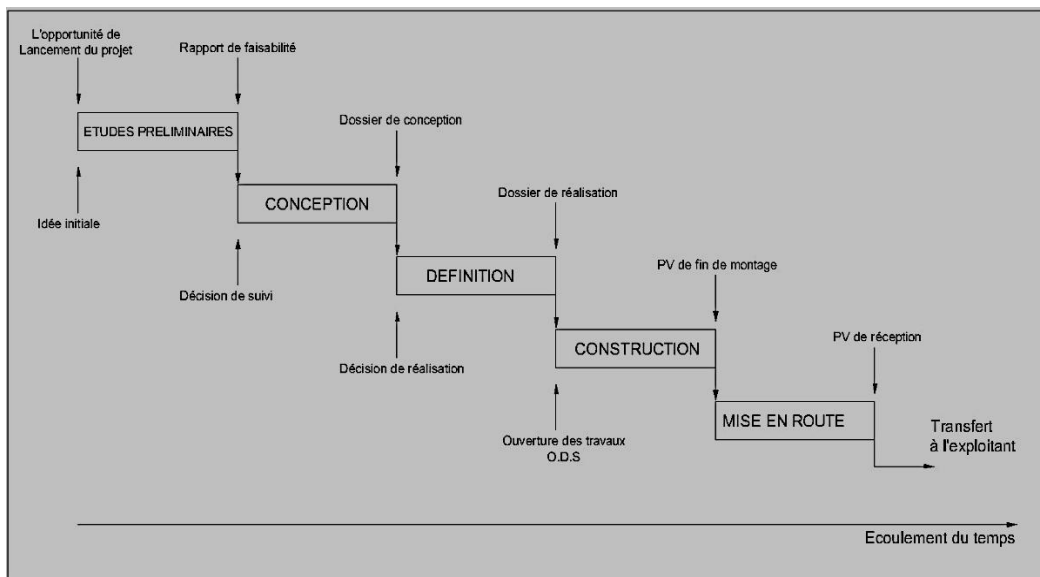 L'opportunité de
Lancement du projet
Rapport de faisabilité
ETUDES PRELIMINAIRES
Dossier de conception
Idée initiale
CONCEPTION
Dossier de réalisation
Décision de suivi
DEFINITION
PV de fin de montage
Décision de réalisation
CONSTRUCTION
PV de réception
Ouverture des travaux
O.D.S
MISE EN ROUTE
Transfert
à l'exploitant
Ecoulement du temps